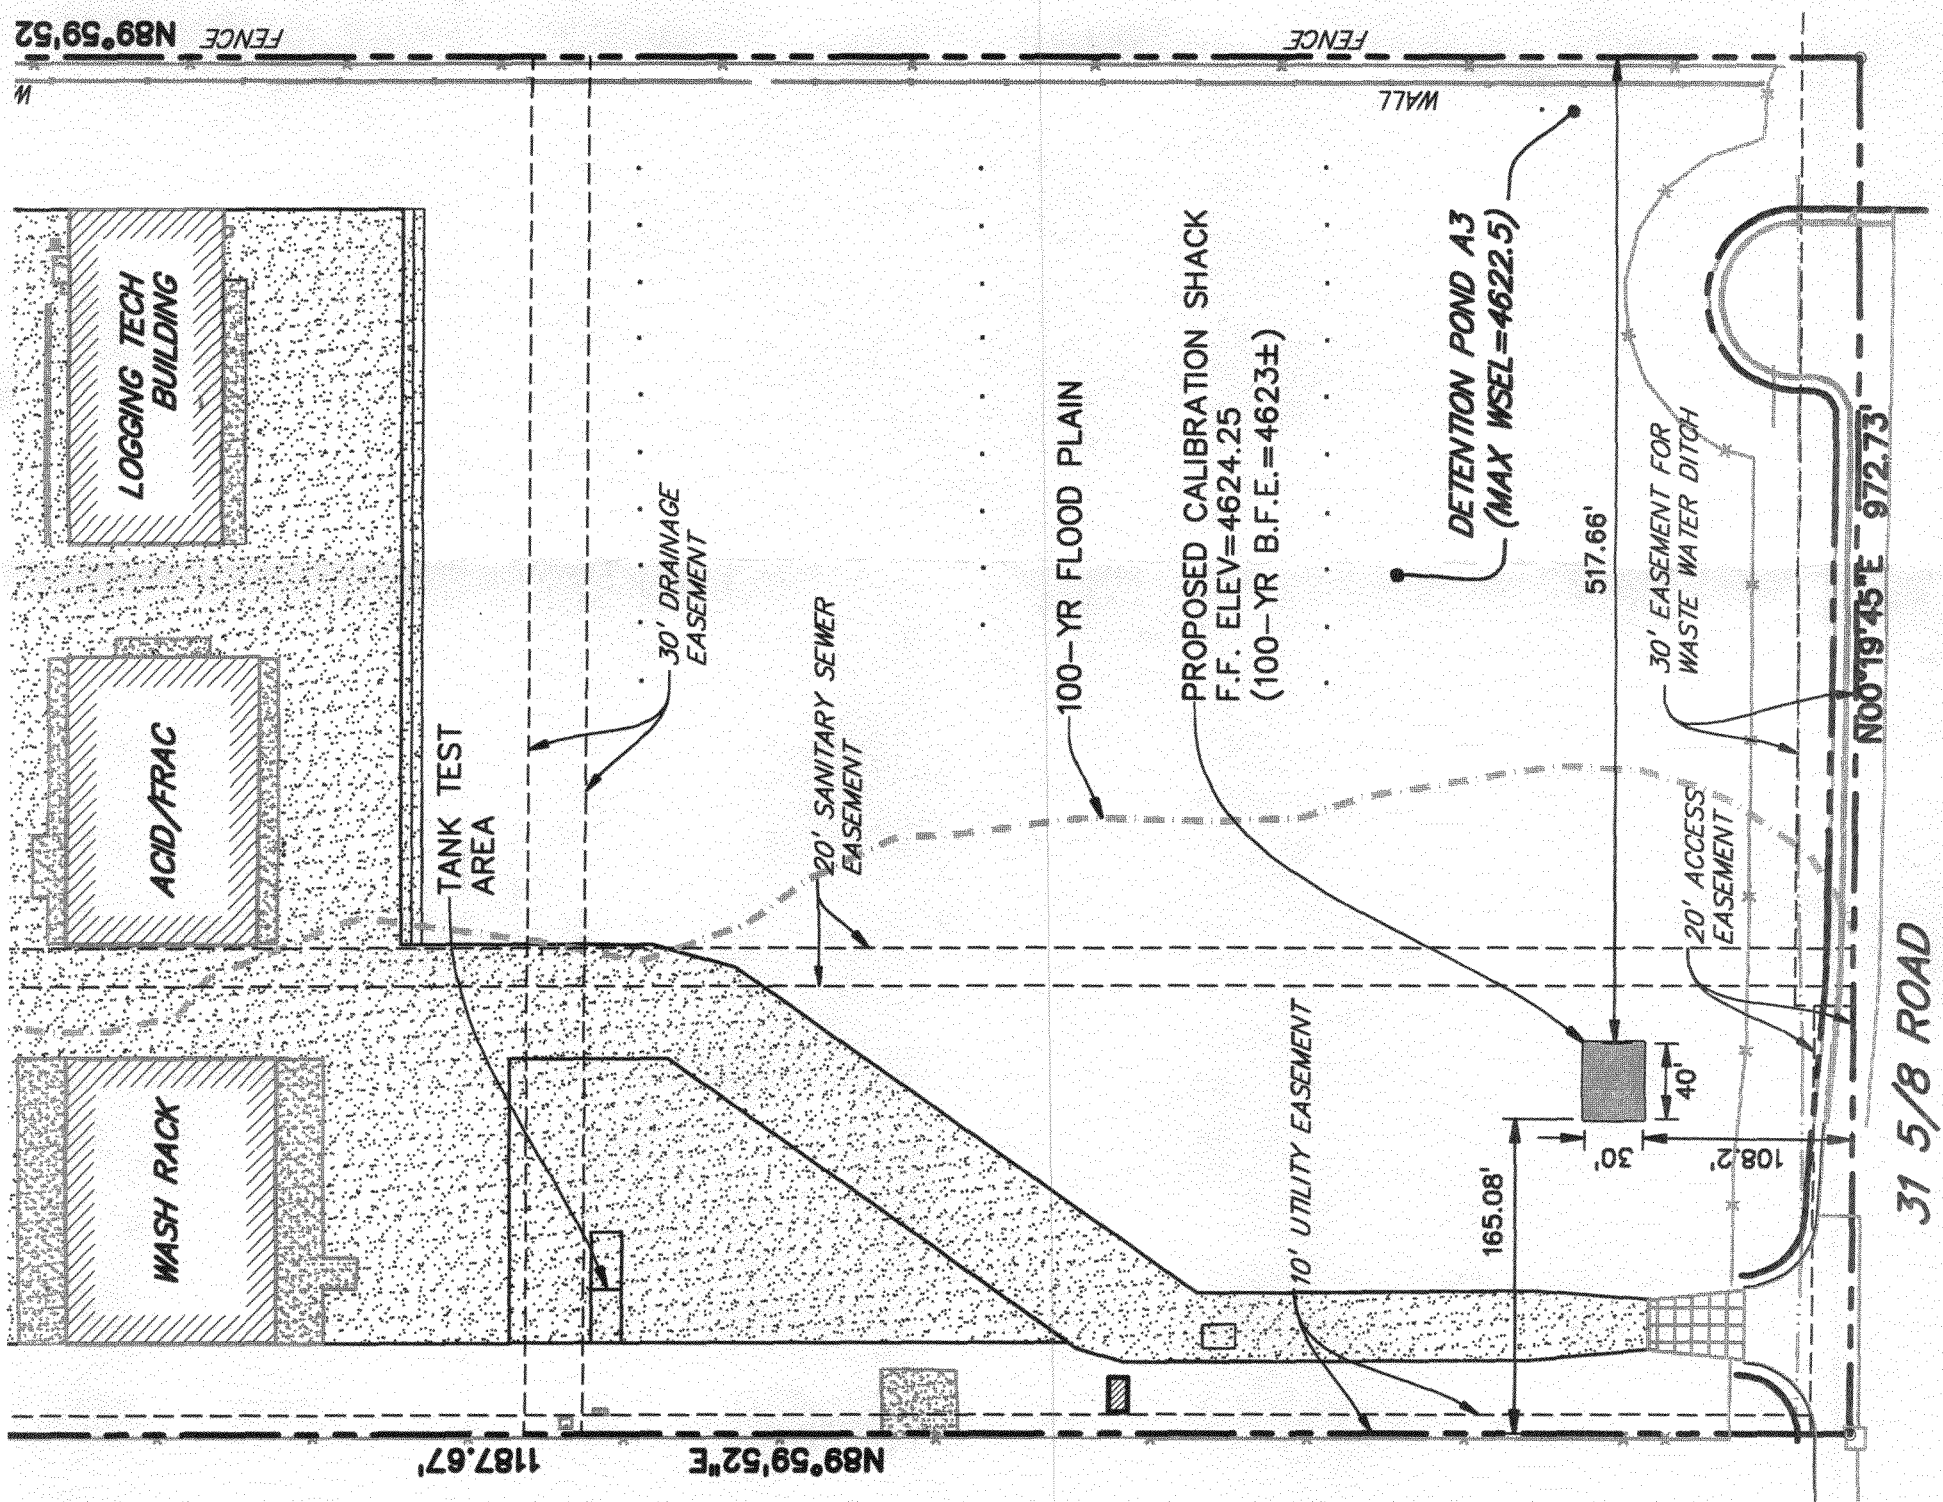 N89°59'52
FENCE
FENCE
W
WALL
LOGGING TECH
BUILDING
ACID/FRAC
WASH RACK
TANK TEST
AREA
30' DRAINAGE
EASEMENT
20' SANITARY SEWER
EASEMENT
100-YR FLOOD PLAIN
PROPOSED CALIBRATION SHACK
F.F. ELEV=4624.25
(100-YR B.F.E.=4623±)
DETENTION POND A3
(MAX WSEL=4622.5)
517.66'
30' EASEMENT FOR
WASTE WATER DITCH
20' ACCESS
EASEMENT
N00°19'45"E 972.73'
31 5/8 ROAD
10' UTILITY EASEMENT
165.08'
40'
30'
108.2'
1187.67'
N89°59'52"E